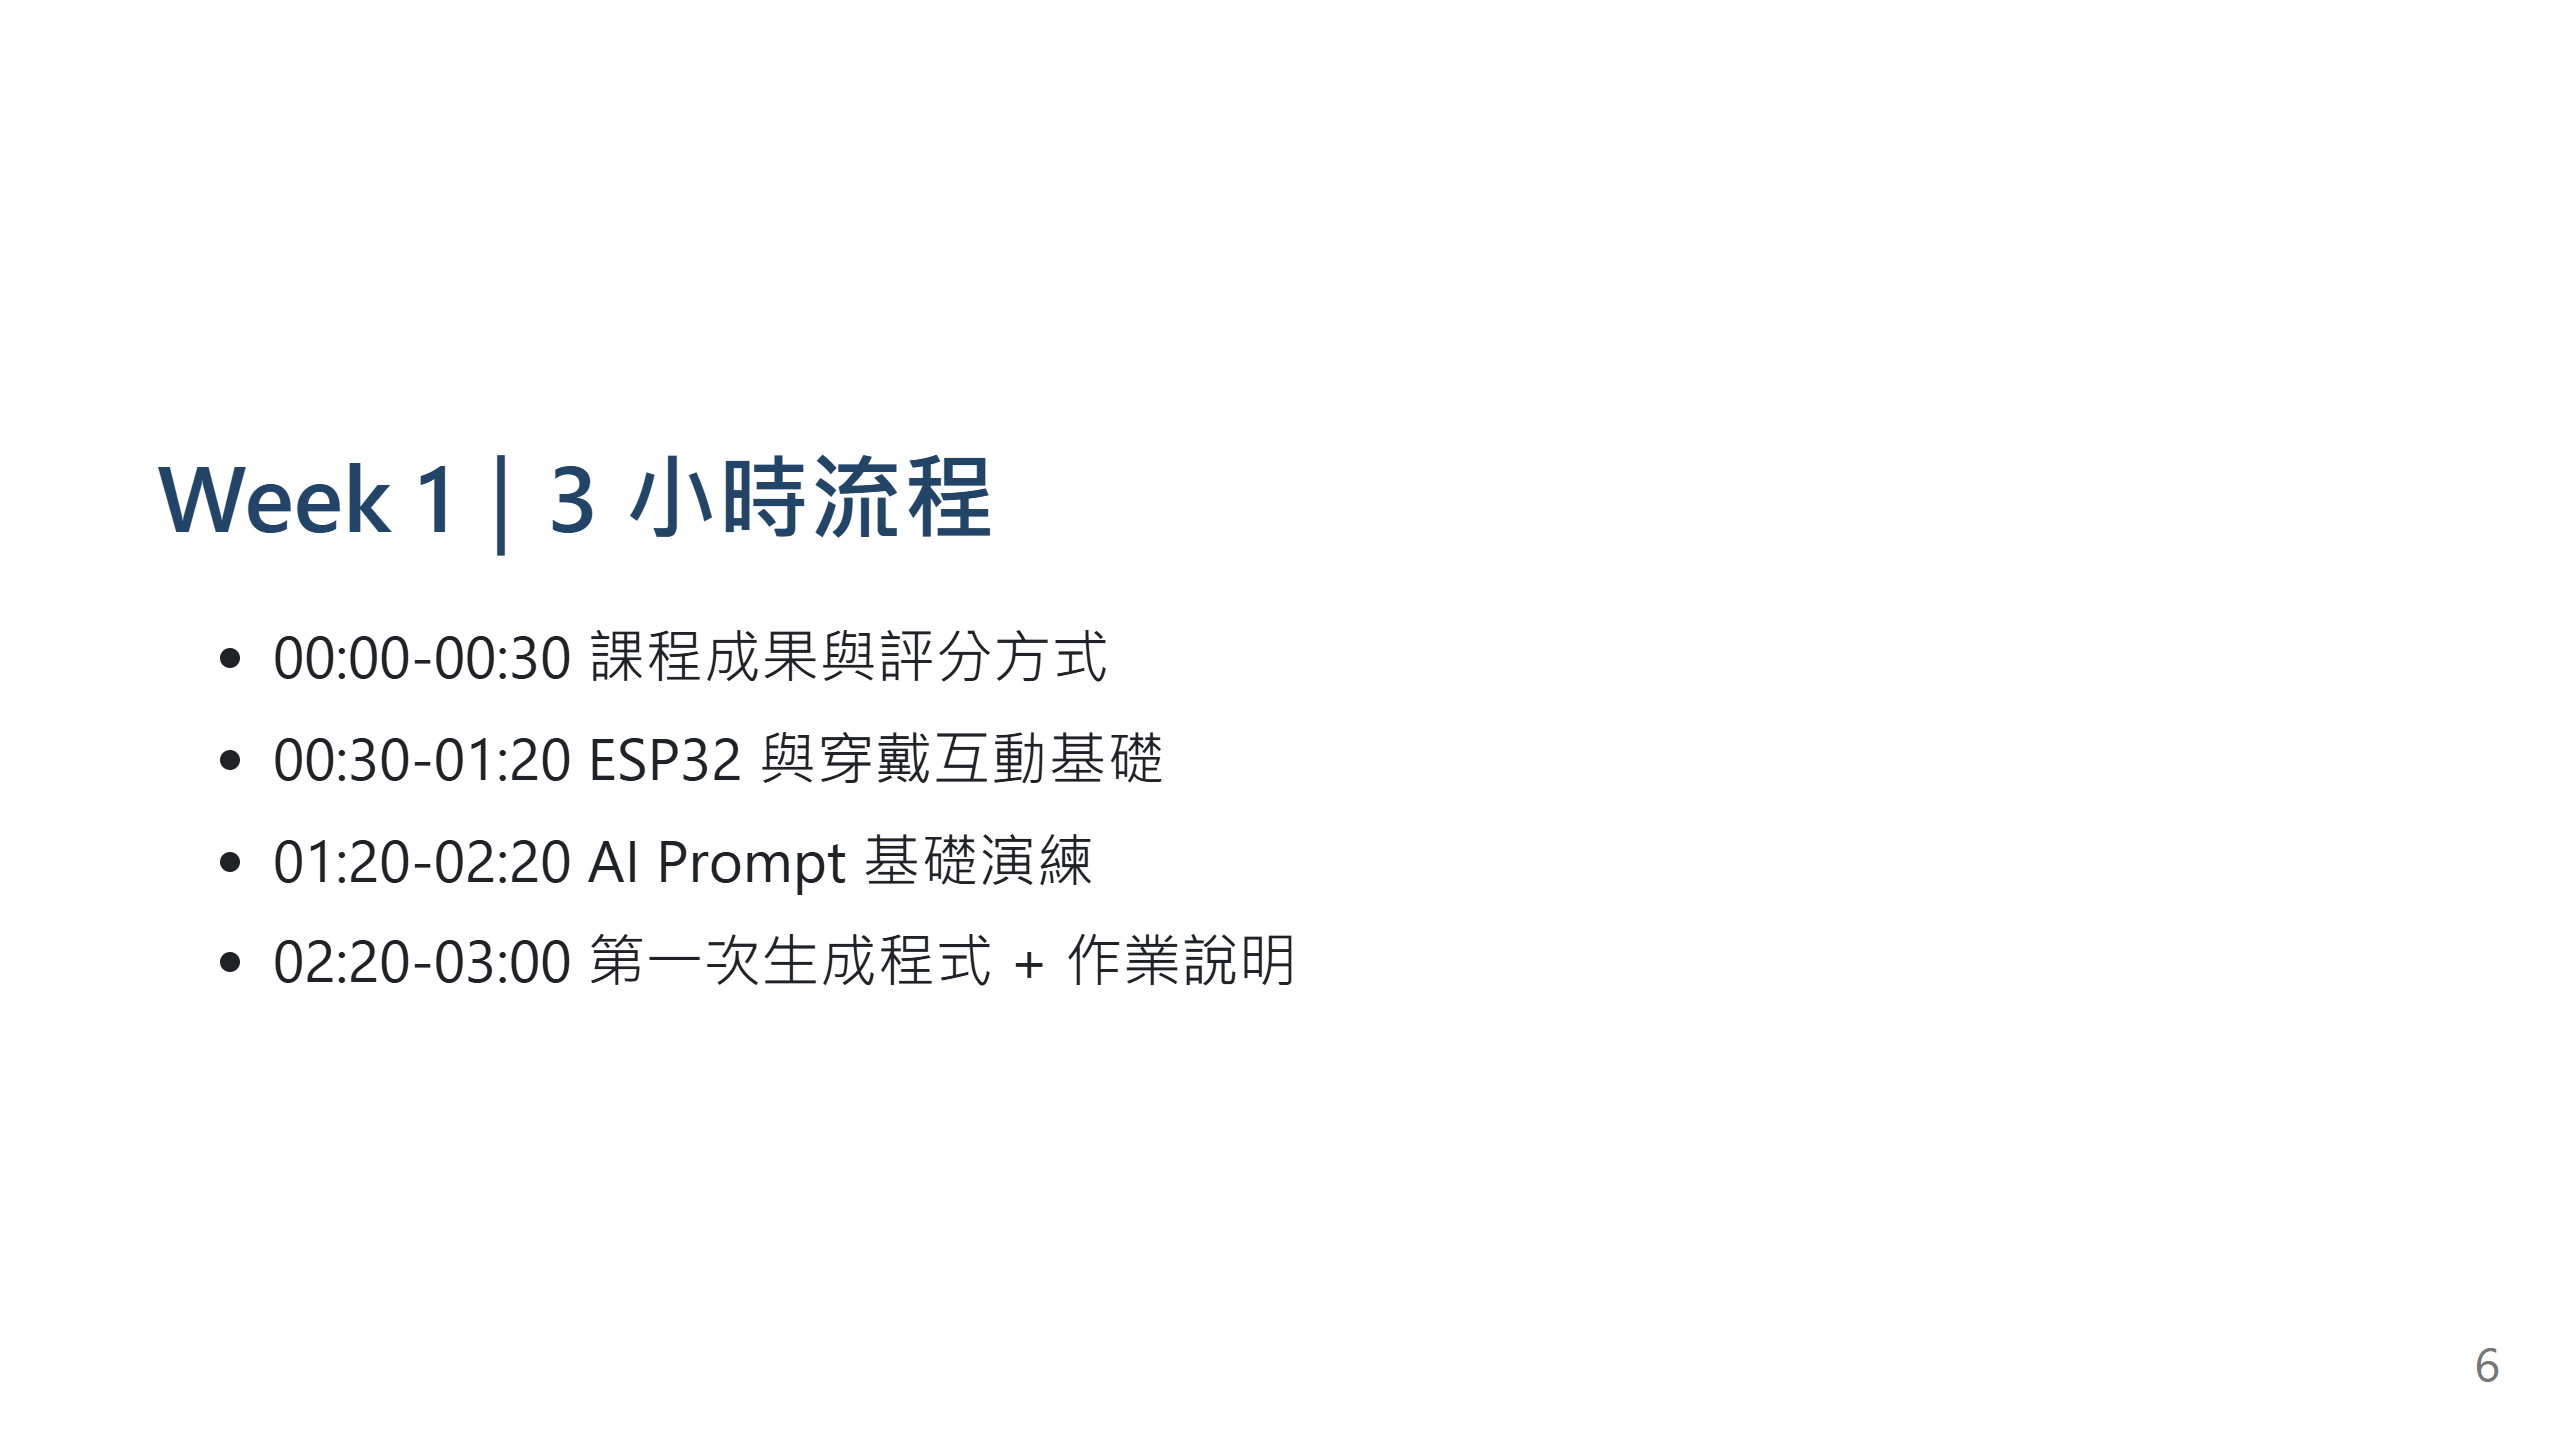 Week 1｜3 小時流程
• 00:00-00:30 課程成果與評分方式
• 00:30-01:20 ESP32 與穿戴互動基礎
• 01:20-02:20 AI Prompt 基礎演練
• 02:20-03:00 第一次生成程式 + 作業說明
6